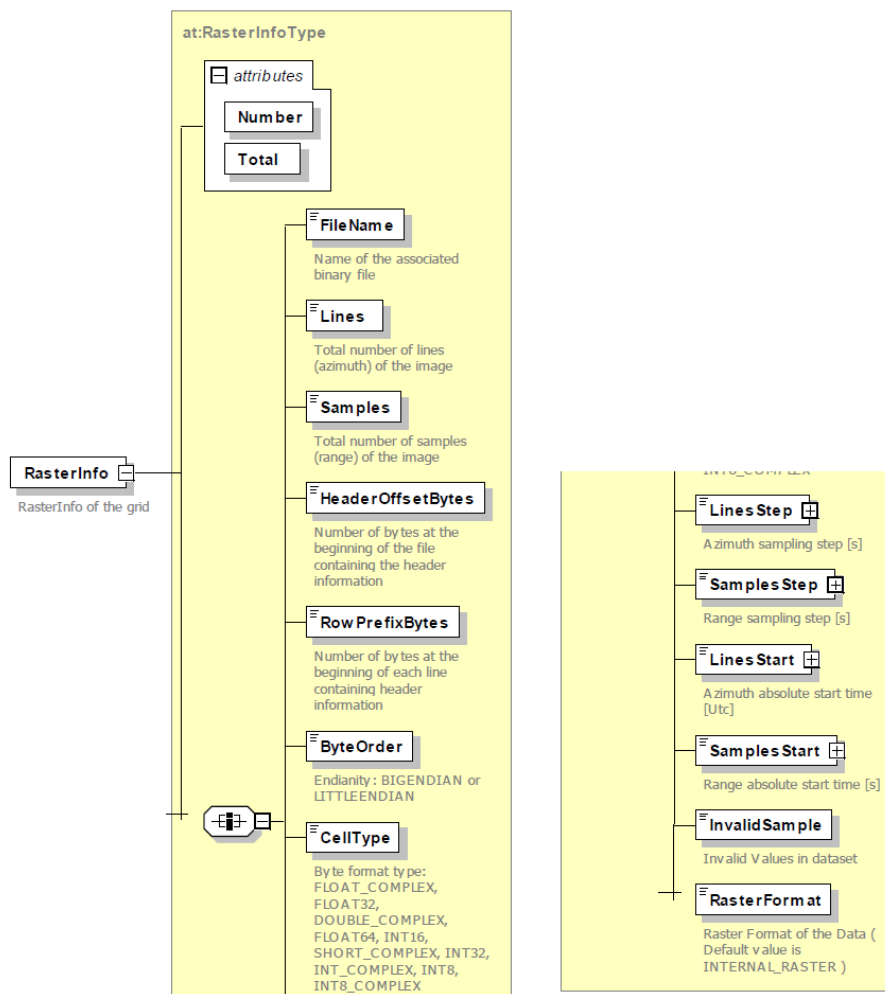 at:RasterInfoType
attributes
Number
Total
FileName
Name of the associated
binary file
Lines
Total number of lines
(azimuth) of the image
Samples
Total number of samples
(range) of the image
RasterInfo
RasterInfo of the grid
HeaderOffsetBytes
Number of bytes at the
beginning of the file
containing the header
information
RowPrefixBytes
Number of bytes at the
beginning of each line
containing header
information
ByteOrder
Endianity: BIGENDIAN or
LITTLEENDIAN
CellType
Byte format type:
FLOAT_COMPLEX,
FLOAT32,
DOUBLE_COMPLEX,
FLOAT64, INT16,
SHORT_COMPLEX, INT32,
INT_COMPLEX, INT8,
INT8_COMPLEX
INT8_COMPLEX
LinesStep
Azimuth sampling step [s]
SamplesStep
Range sampling step [s]
LinesStart
Azimuth absolute start time
[Utc]
SamplesStart
Range absolute start time [s]
InvalidSample
Invalid Values in dataset
RasterFormat
Raster Format of the Data (
Default value is
INTERNAL_RASTER )